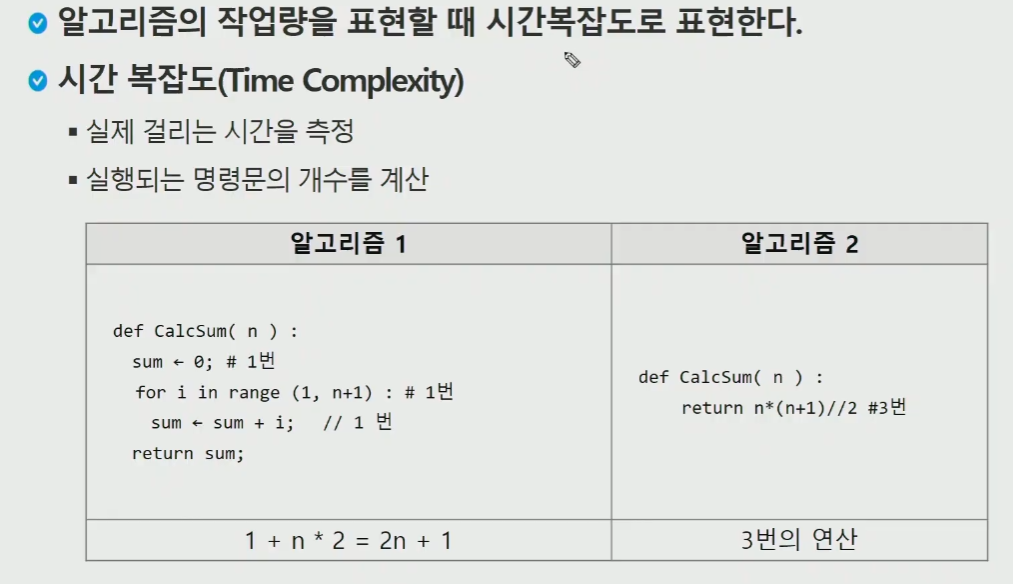 알고리즘의 작업량을 표현할 때 시간복잡도로 표현한다.
시간 복잡도(Time Complexity)
▪ 실제 걸리는 시간을 측정
▪ 실행되는 명령문의 개수를 계산
알고리즘 1
알고리즘 2
def CalcSum( n ) :
sum ← 0; # 1번
for i in range (1, n+1) : # 1번
sum ← sum + i; // 1 번
return sum;
def CalcSum( n ) :
return n*(n+1)//2 #3번
1 + n * 2 = 2n + 1
3번의 연산